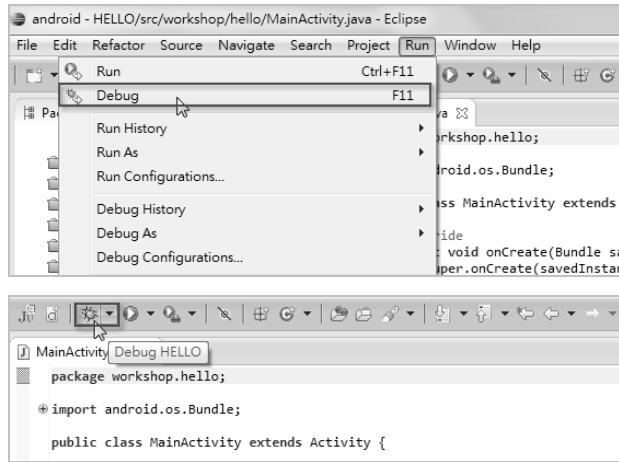 android - HELLO/src/workshop/hello/MainActivity.java - Eclipse
File Edit Refactor Source Navigate Search Project Run Window Help
Run Ctrl+F11
Debug F11
Run History
Run As
Run Configurations...
Debug History
Debug As
Debug Configurations...
Pa
va
rkshop.hello;
droid.os.Bundle;
ass MainActivity extends
ide
void onCreate(Bundle sa
per.onCreate(savedInstan
MainActivity Debug HELLO
package workshop.hello;
import android.os.Bundle;
public class MainActivity extends Activity {